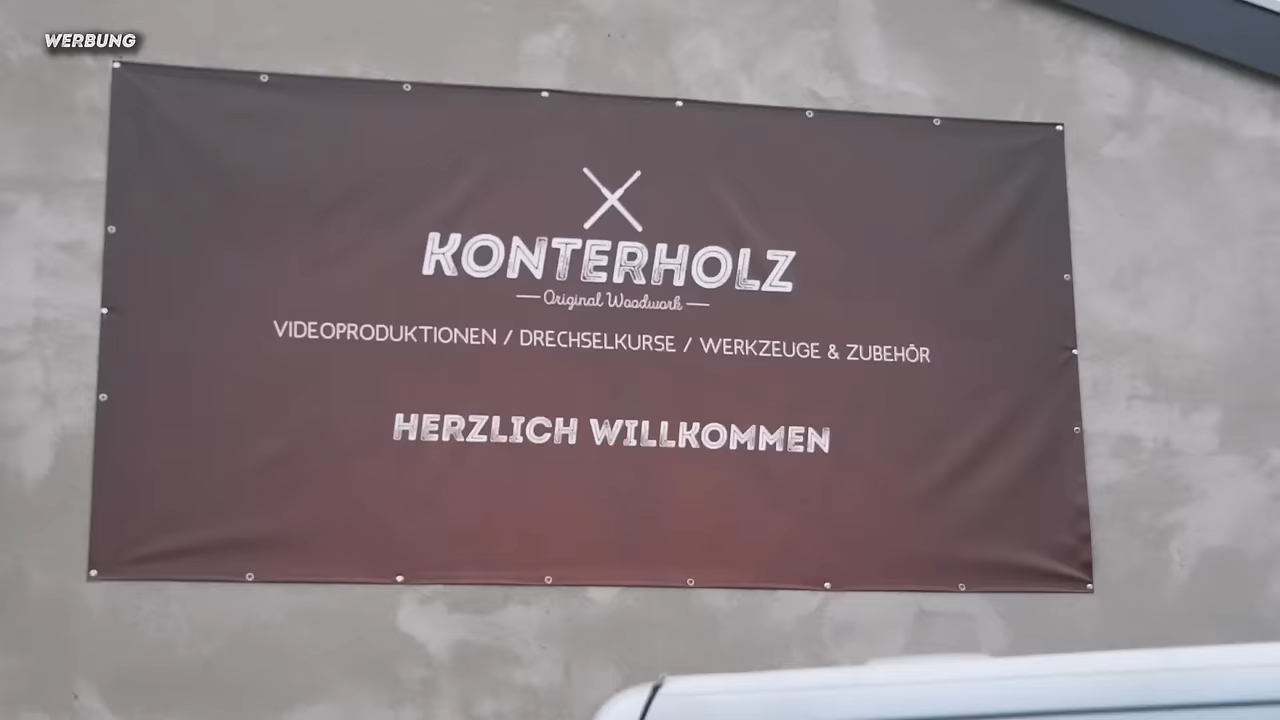 WERBUNG
KONTERHOLZ
Original Woodwork
VIDEOPRODUKTIONEN / DRECHSELKURSE / WERKZEUGE & ZUBEHÖR
HERZLICH WILLKOMMEN